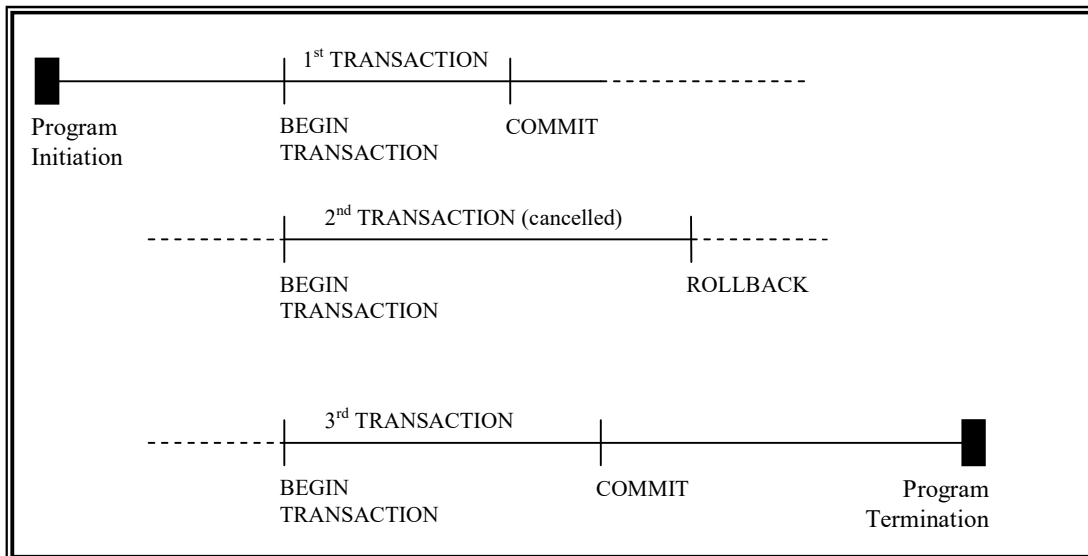 1st TRANSACTION
Program
Initiation
BEGIN
TRANSACTION
COMMIT
2nd TRANSACTION (cancelled)
BEGIN
TRANSACTION
ROLLBACK
3rd TRANSACTION
BEGIN
TRANSACTION
COMMIT
Program
Termination